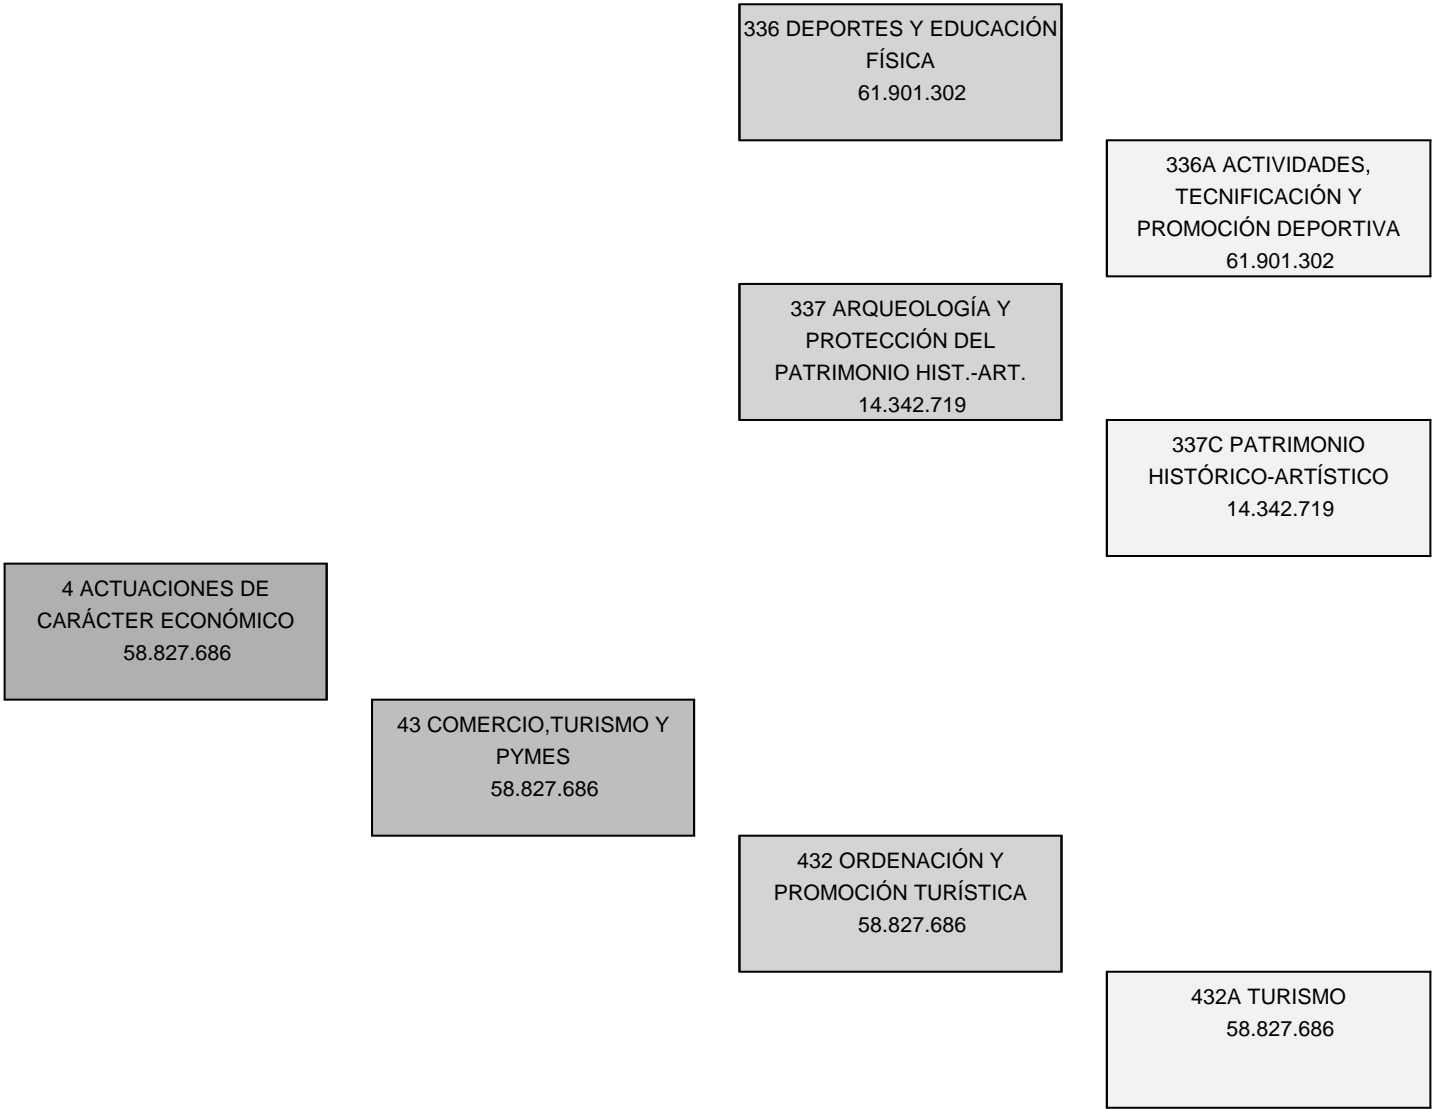 336 DEPORTES Y EDUCACIÓN
FÍSICA
61.901.302
336A ACTIVIDADES,
TECNIFICACIÓN Y
PROMOCIÓN DEPORTIVA
61.901.302
337 ARQUEOLOGÍA Y
PROTECCIÓN DEL
PATRIMONIO HIST.-ART.
14.342.719
337C PATRIMONIO
HISTÓRICO-ARTÍSTICO
14.342.719
4 ACTUACIONES DE
CARÁCTER ECONÓMICO
58.827.686
43 COMERCIO,TURISMO Y
PYMES
58.827.686
432 ORDENACIÓN Y
PROMOCIÓN TURÍSTICA
58.827.686
432A TURISMO
58.827.686